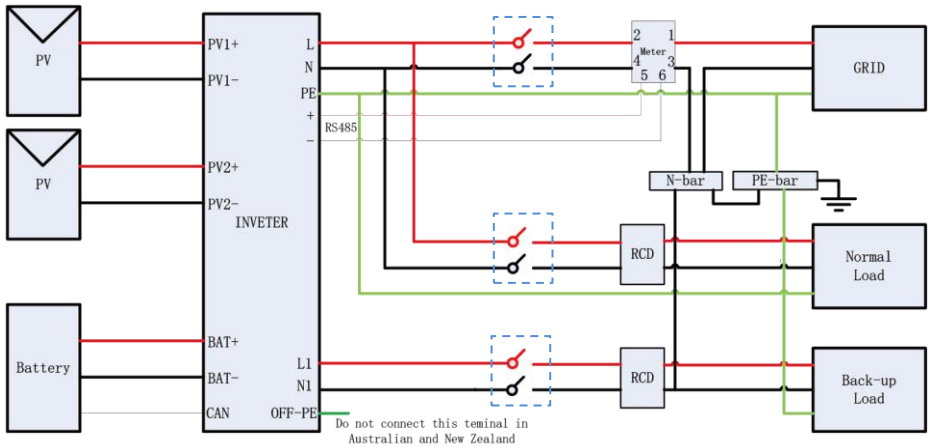 PV
PV1+
PV1-
L
N
PE
+
RS485
-
2 1
Meter
4 3
5 6
GRID
PV
PV2+
PV2-
INVETER
N-bar
PE-bar
RCD
Normal
Load
Battery
BAT+
BAT-
CAN
L1
N1
OFF-PE
RCD
Back-up
Load
Do not connect this teminal in
Australian and New Zealand